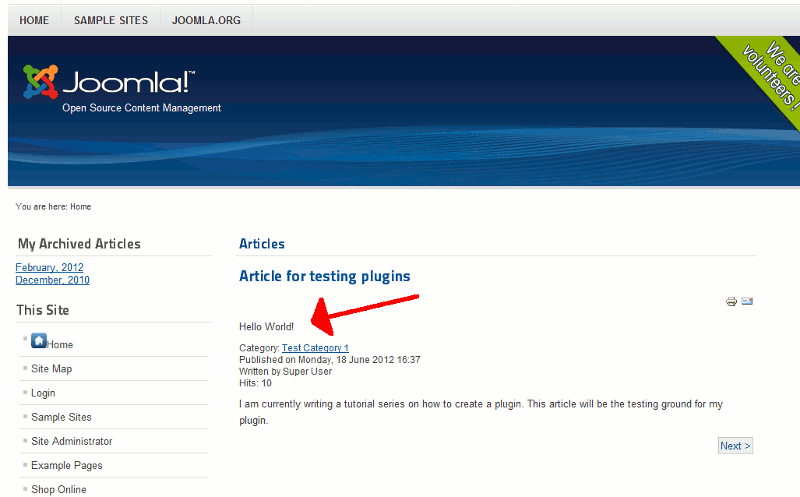 HOME SAMPLE SITES JOOMLA.ORG
We are
volunteers !
Joomla!™
Open Source Content Management
You are here: Home
My Archived Articles
February, 2012
December, 2010
This Site
Home
Site Map
Login
Sample Sites
Site Administrator
Example Pages
Shop Online
Articles
Article for testing plugins
Hello World!
Category: Test Category 1
Published on Monday, 18 June 2012 16:37
Written by Super User
Hits: 10
I am currently writing a tutorial series on how to create a plugin. This article will be the testing ground for my
plugin.
Next >